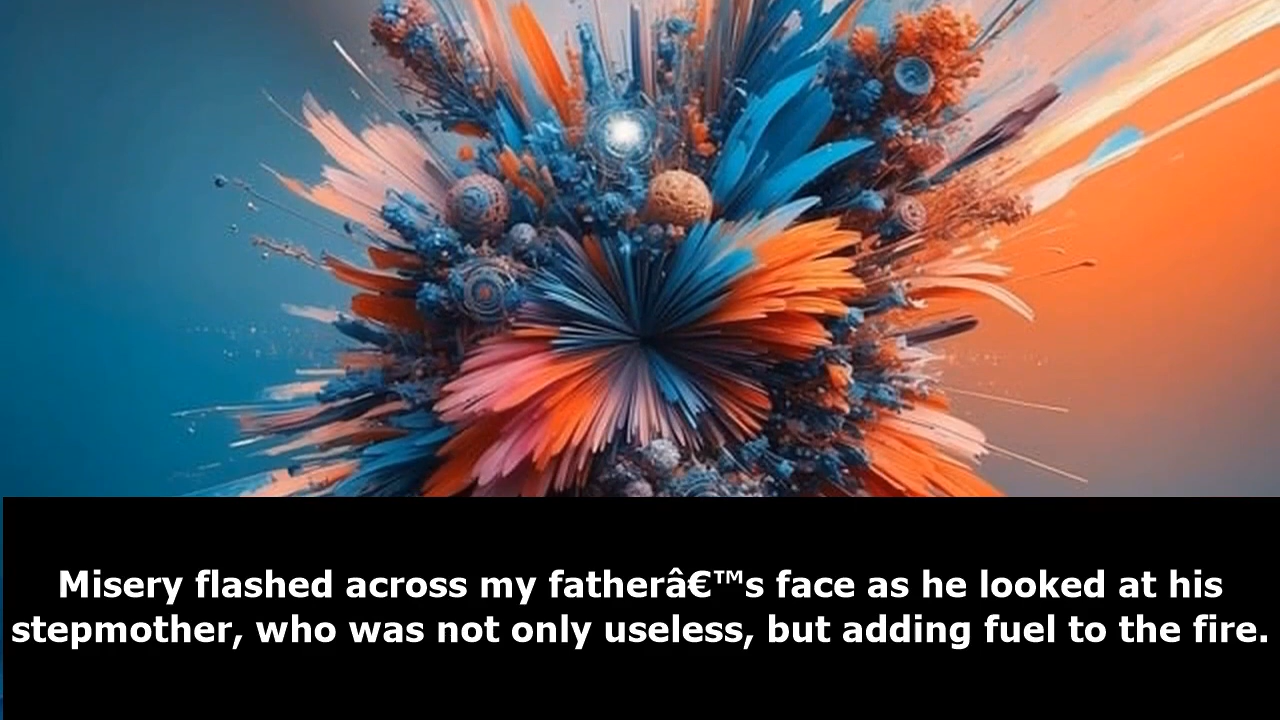 Misery flashed across my fatherâ€™s face as he looked at his
stepmother, who was not only useless, but adding fuel to the fire.